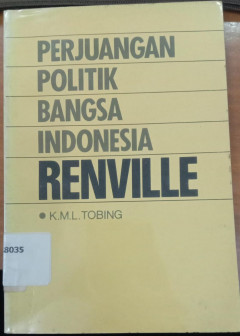 PERJUANGAN
POLITIK
BANGSA
INDONESIA
RENVILLE
● K.M.L. TOBING
8035